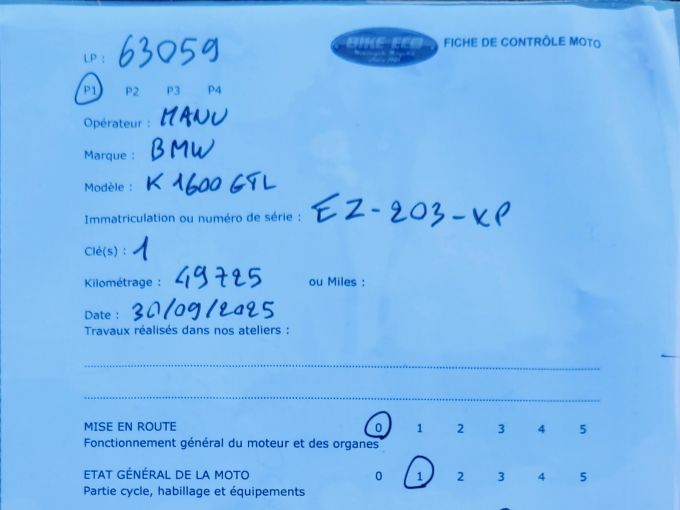 LP : 63059
BIKE ECO
FICHE DE CONTRÔLE MOTO
P1 P2 P3 P4
Opérateur : MANU
Marque : BMW
Modèle : K 1600 GTL
Immatriculation ou numéro de série : EZ-203-XP
Clé(s) : 1
Kilométrage : 49725 ou Miles :
Date : 30/09/2025
Travaux réalisés dans nos ateliers :
MISE EN ROUTE 0 1 2 3 4 5
Fonctionnement général du moteur et des organes
ETAT GÉNÉRAL DE LA MOTO 0 1 2 3 4 5
Partie cycle, habillage et équipements